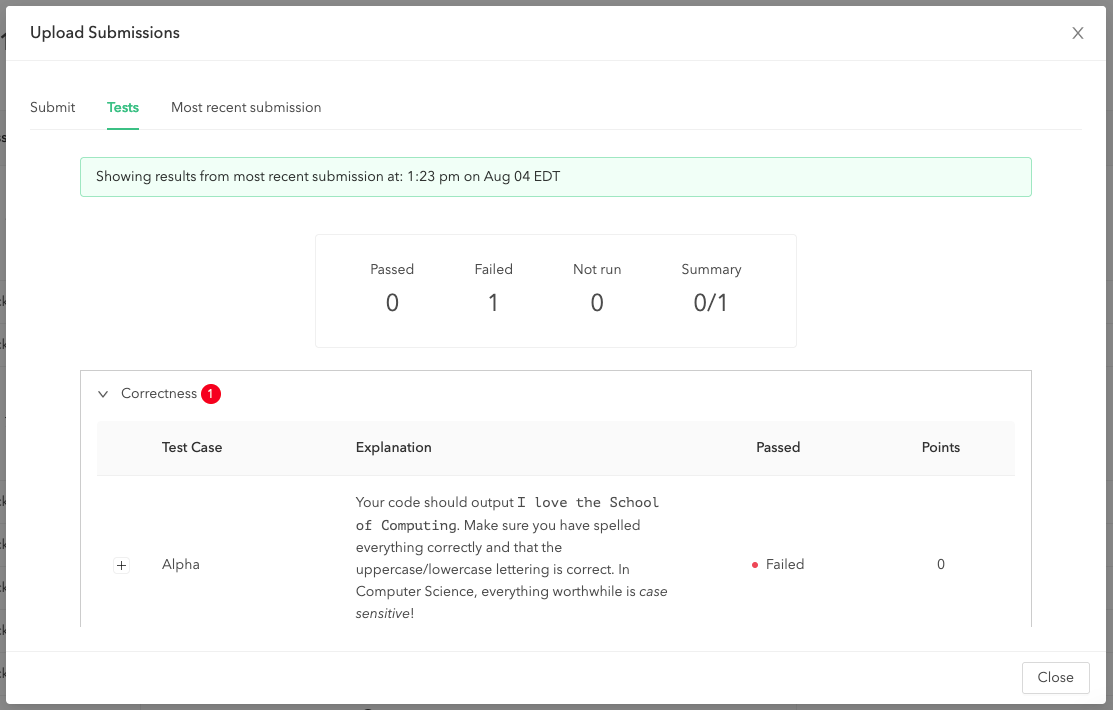 Upload Submissions
Submit Tests Most recent submission
Showing results from most recent submission at: 1:23 pm on Aug 04 EDT
Passed Failed Not run Summary
0 1 0 0/1
Correctness 1
Test Case Explanation Passed Points
Your code should output I love the School
of Computing. Make sure you have spelled
everything correctly and that the
uppercase/lowercase lettering is correct. In
Computer Science, everything worthwhile is case
sensitive!
Alpha
Failed
0
Close